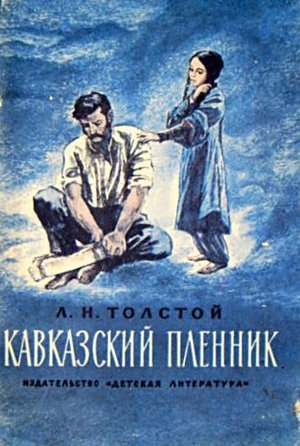 Л. Н. ТОЛСТОЙ
КАВКАЗСКИЙ ПЛЕННИК
ИЗДАТЕЛЬСТВО «ДЕТСКАЯ ЛИТЕРАТУРА»